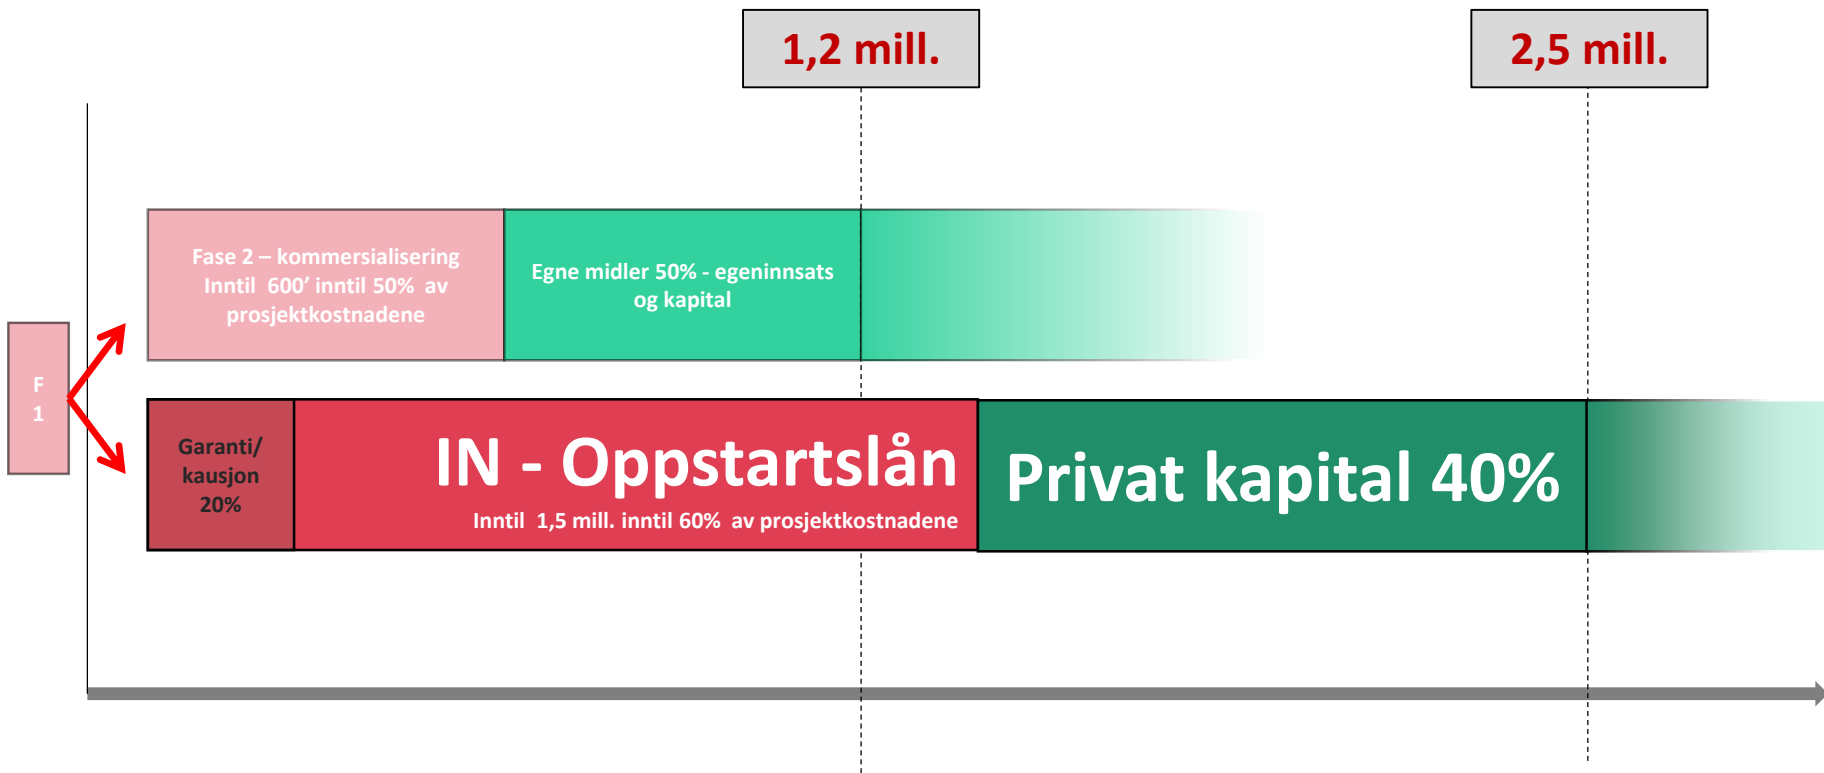 1,2 mill.
2,5 mill.
Fase 2 – kommersialisering
Inntil 600’ inntil 50% av
prosjektkostnadene
Egne midler 50% - egeninnsats
og kapital
F
1
Garanti/
kausjon
20%
IN - Oppstartslån
Inntil 1,5 mill. inntil 60% av prosjektkostnadene
Privat kapital 40%